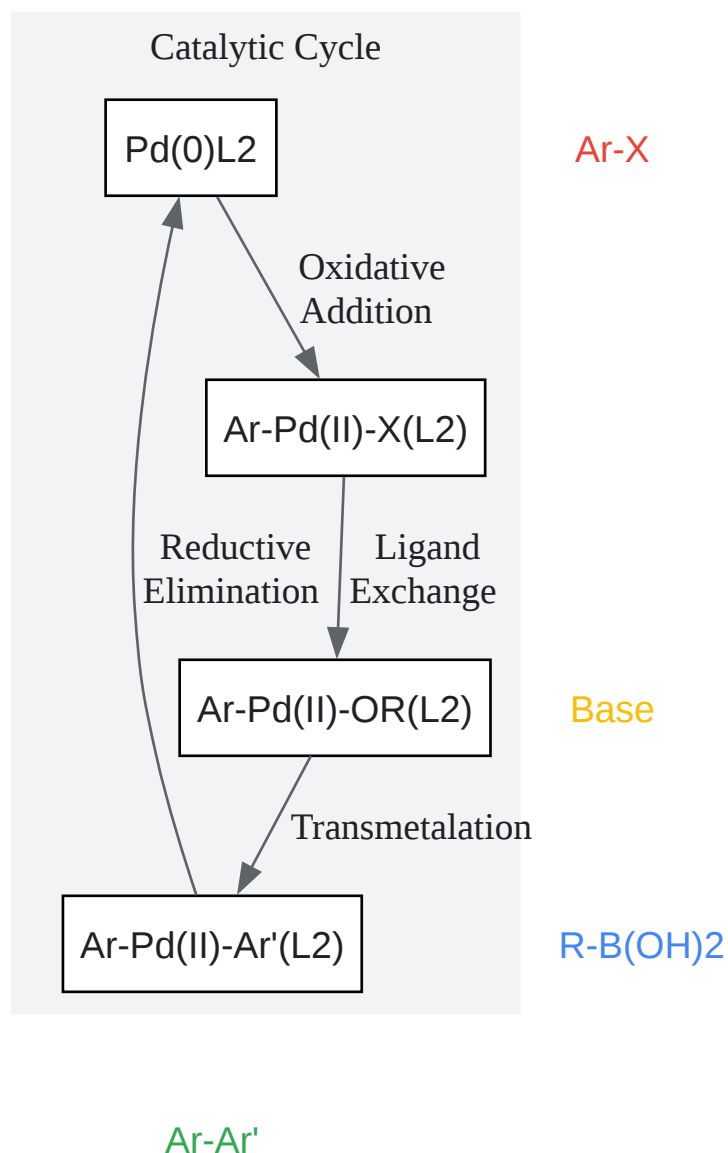 Catalytic Cycle
Pd(0)L2
Ar-X
Oxidative
Addition
Ar-Pd(II)-X(L2)
Reductive
Elimination
Ligand
Exchange
Ar-Pd(II)-OR(L2)
Base
Transmetalation
Ar-Pd(II)-Ar'(L2)
R-B(OH)2
Ar-Ar'